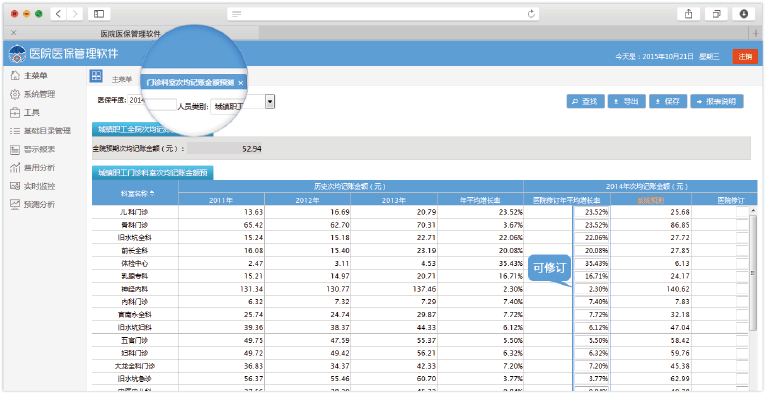 医院医保管理软件
医院医保管理软件
今天是：2015年10月21日 星期三
注销
主菜单
系统管理
工具
基础目录管理
警示报表
费用分析
实时监控
预测分析
主菜单
门诊科室次均记账金额预测 ×
医保年度: 2014
人员类别: 城镇职工
查找
导出
保存
报表说明
城镇职工全院次均记
全院预期次均记账金额（元）:
52.94
城镇职工门诊科室次均记账金额预
科室名称 历史次均记账金额（元） 2014年次均记账金额（元）
2011年 2012年 2013年 年平均增长率 医院修订年平均增长率 系统预测 医院修订
儿科门诊 13.63 16.69 20.79 23.52% 23.52% 25.68
骨科门诊 65.42 62.70 70.31 3.67% 23.52% 86.85
旧水坑全科 15.24 15.18 22.71 22.06% 22.06% 27.72
前长全科 16.08 15.40 23.19 20.08% 20.08% 27.85
体检中心 2.47 3.11 4.53 35.43% 35.43% 6.13
乳腺专科 15.21 14.97 20.71 16.71% 16.71% 24.17
神经内科 131.34 130.77 137.46 2.30% 2.30% 140.62
内科门诊 6.32 7.32 7.29 7.40% 7.40% 7.83
官南永全科 25.74 24.74 29.87 7.72% 7.72% 32.18
旧水坑妇科 39.36 38.37 44.33 6.12% 6.12% 47.04
五官门诊 49.75 47.59 55.37 5.50% 5.50% 58.42
妇科门诊 49.72 49.42 56.21 6.32% 6.32% 59.76
大龙全科门诊 36.83 34.37 42.33 7.20% 7.20% 45.38
旧水坑急诊 56.37 55.46 60.70 3.77% 3.77% 62.99
可修订